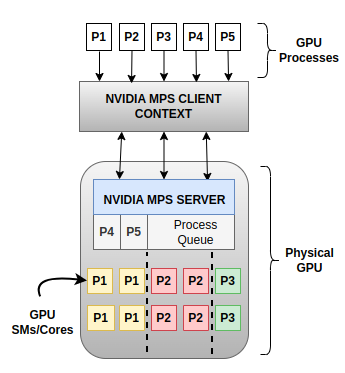 P1 P2 P3 P4 P5
GPU
Processes
NVIDIA MPS CLIENT
CONTEXT
NVIDIA MPS SERVER
P4 P5 Process
Queue
Physical
GPU
P1 P1 P2 P2 P3
GPU
SMs/Cores
P1 P1 P2 P2 P3